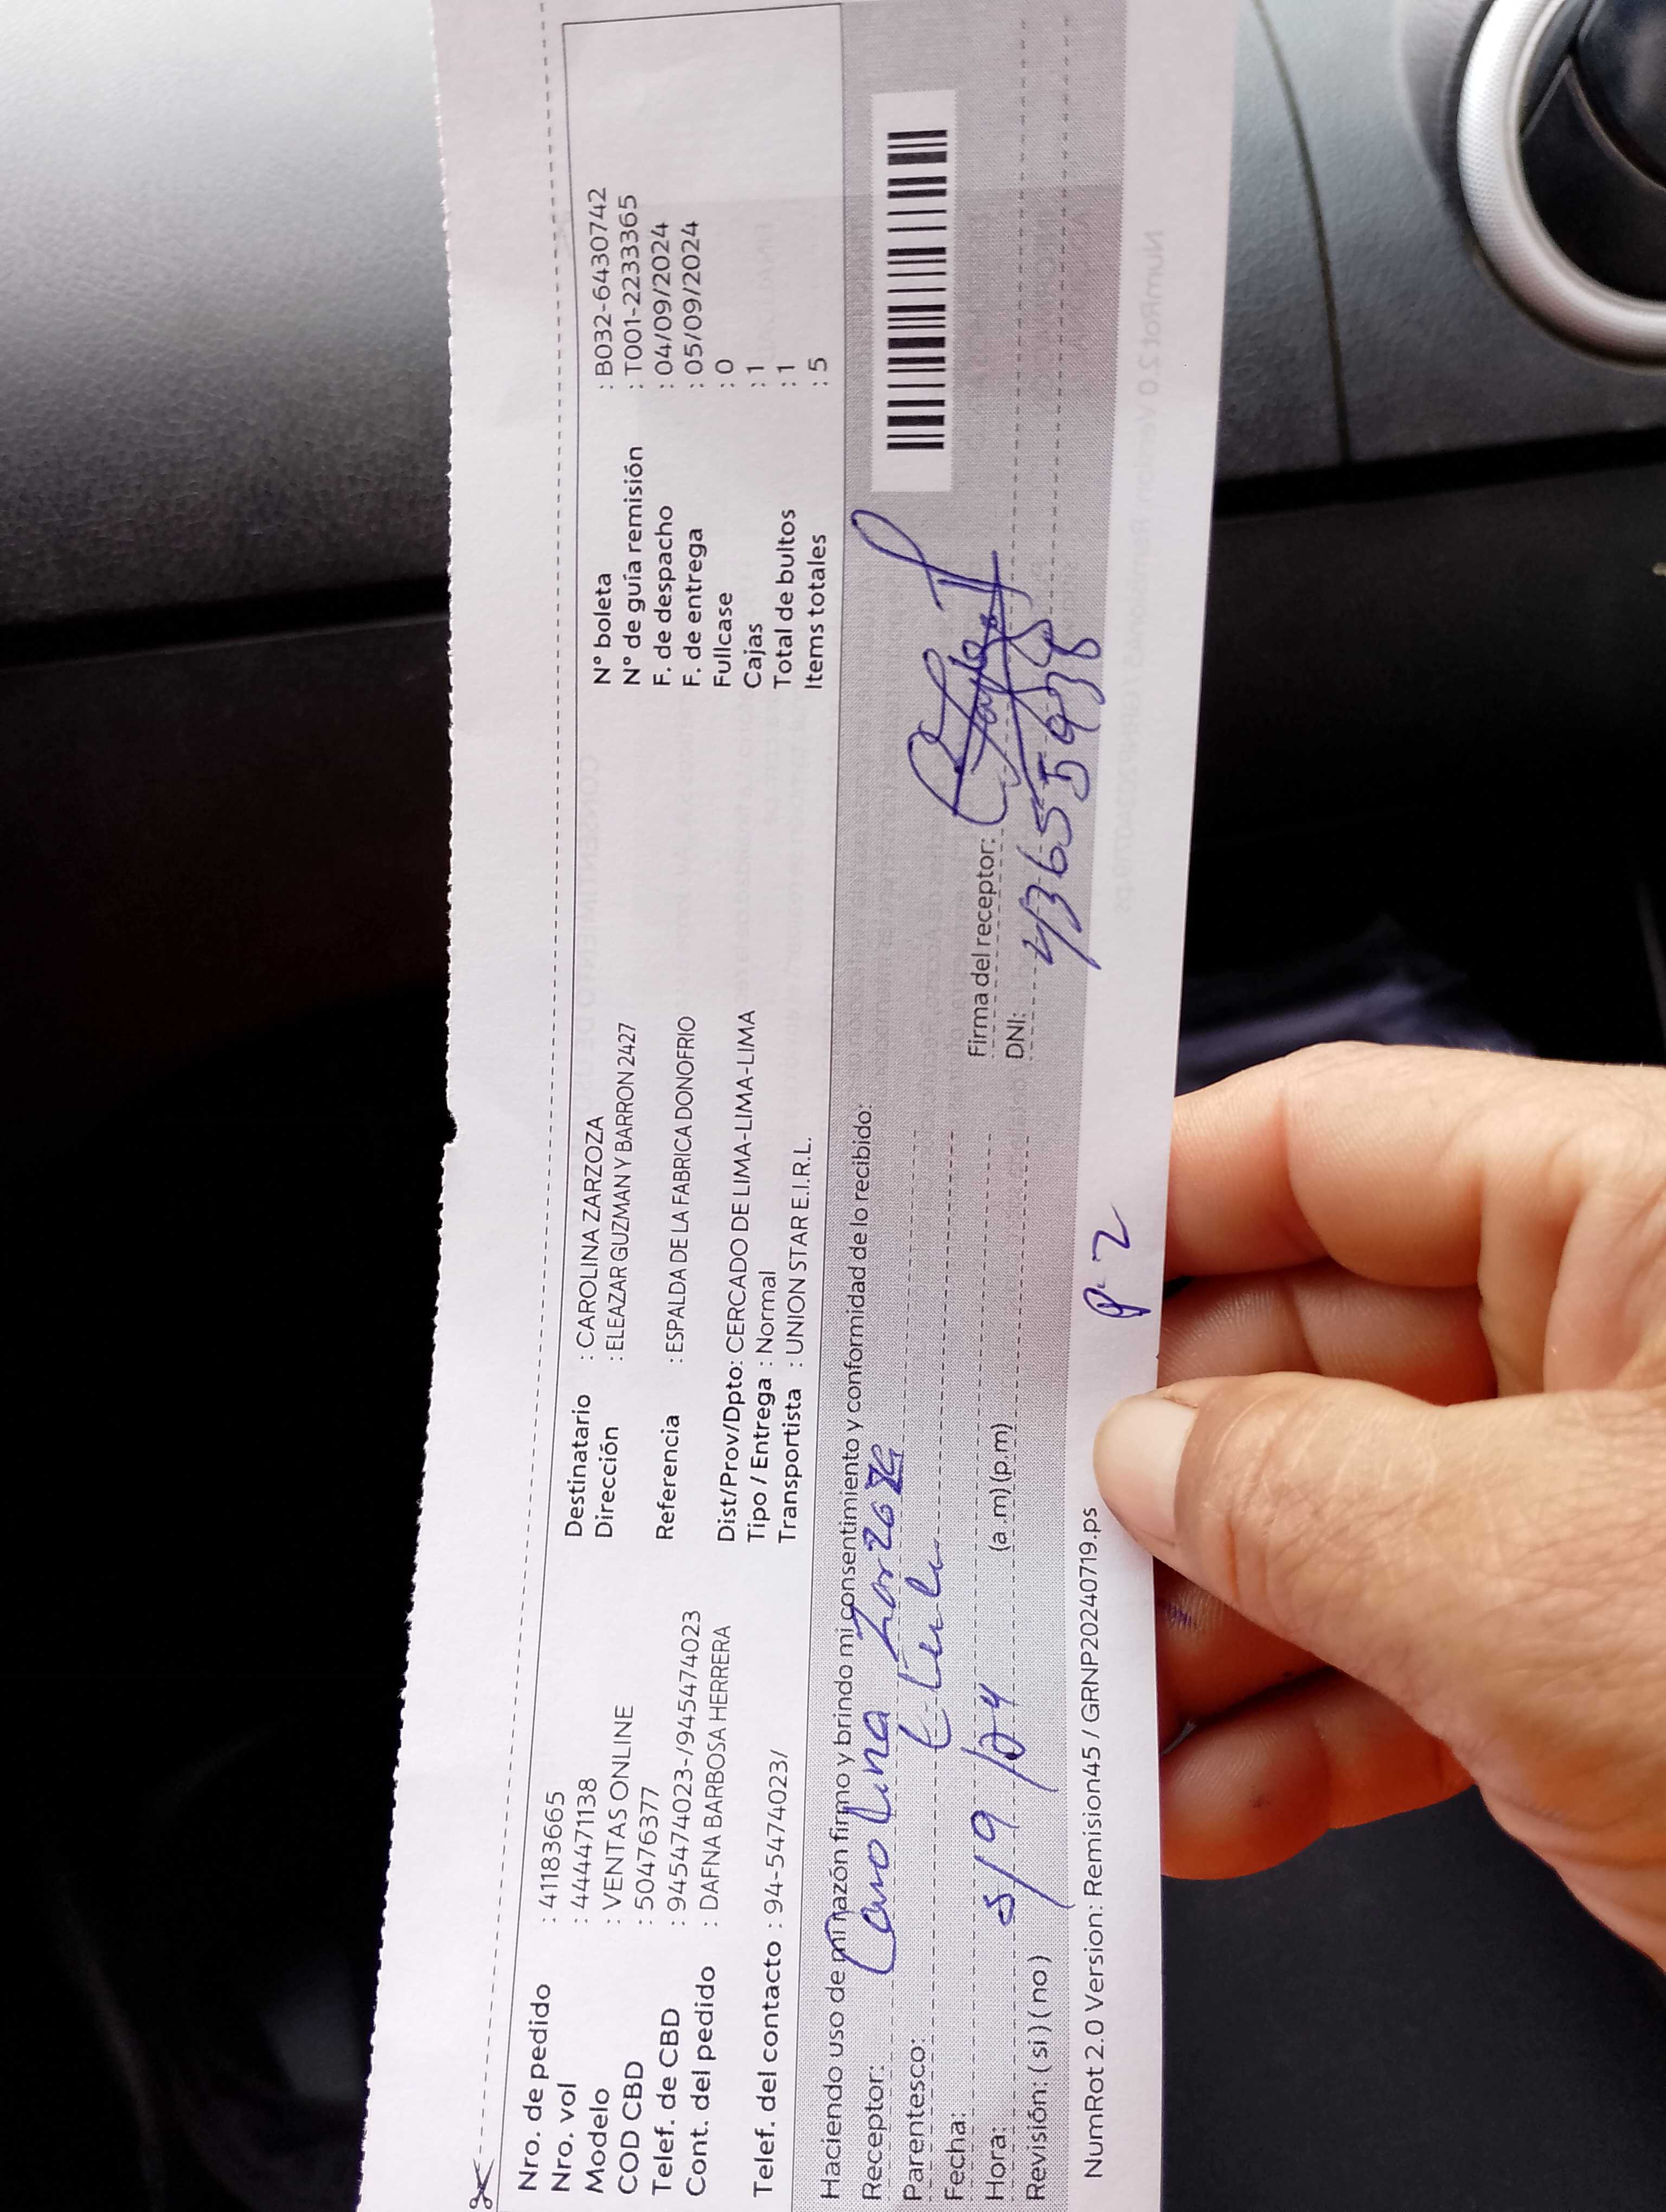 Nro. de pedido : 41183665
Nro. vol : 4444471138
Modelo : VENTAS ONLINE
COD CBD : 50476377
Telef. de CBD : 945474023-/945474023
Cont. del pedido : DAFNA BARBOSA HERRERA
Telef. del contacto : 94-5474023/
Destinatario : CAROLINA ZARZOZA
Dirección : ELEAZAR GUZMAN Y BARRON 2427
Referencia : ESPALDA DE LA FABRICA DONOFRIO
Dist/Prov/Dpto: CERCADO DE LIMA-LIMA-LIMA
Tipo / Entrega : Normal
Transportista : UNION STAR E.I.R.L.
N° boleta : B032-6430742
N° de guía remisión : T001-2233365
F. de despacho : 04/09/2024
F. de entrega : 05/09/2024
Fullcase : 0
Cajas : 1
Total de bultos : 1
Items totales : 5
Haciendo uso de mi razón firmo y brindo mi consentimiento y conformidad de lo recibido:
Receptor: Carolina Zarzoza
Parentesco: Titular
Fecha: 5/9/24
Hora: (a .m) (p.m)
Revisión: ( si ) ( no )
Firma del receptor:
DNI: 43655938
NumRot 2.0 Version: Remision45 / GRNP20240719.ps
P. 2